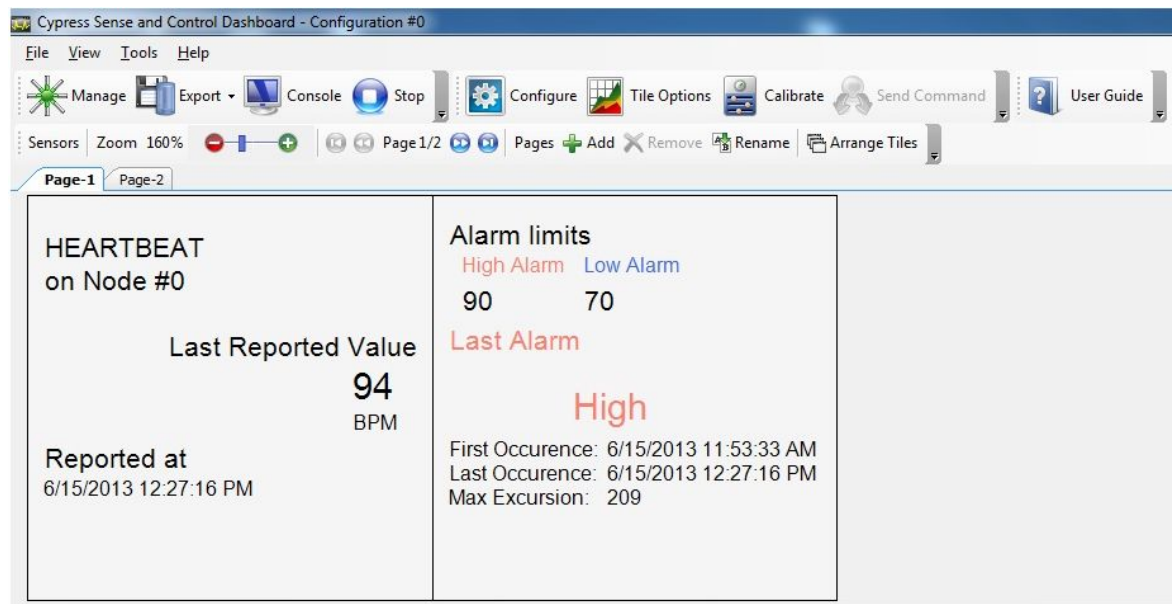 Cypress Sense and Control Dashboard - Configuration #0
File View Tools Help
Manage Export Console Stop Configure Tile Options Calibrate Send Command ? User Guide
Sensors Zoom 160% Page 1/2 Pages Add Remove Rename Arrange Tiles
Page-1 Page-2
HEARTBEAT
on Node #0
Last Reported Value
94
BPM
Reported at
6/15/2013 12:27:16 PM
Alarm limits
High Alarm Low Alarm
90 70
Last Alarm
High
First Occurence: 6/15/2013 11:53:33 AM
Last Occurence: 6/15/2013 12:27:16 PM
Max Excursion: 209